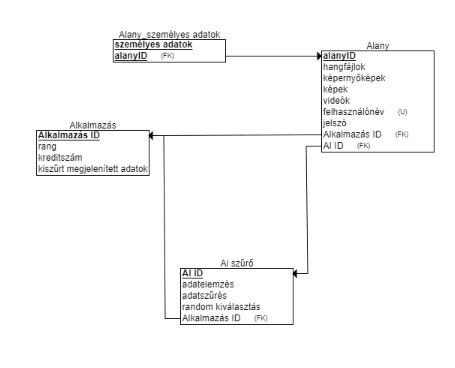 Alany_személyes adatok
személyes adatok
alanyID (FK)
Alany
alanyID
hangfájlok
képernyőképek
képek
videók
felhasználónév (U)
jelszó
Alkalmazás ID (FK)
AI ID (FK)
Alkalmazás
Alkalmazás ID
rang
kreditszám
kiszűrt megjelenített adatok
Ai szűrő
AI ID
adatelemzés
adatszűrés
random kiválasztás
Alkalmazás ID (FK)